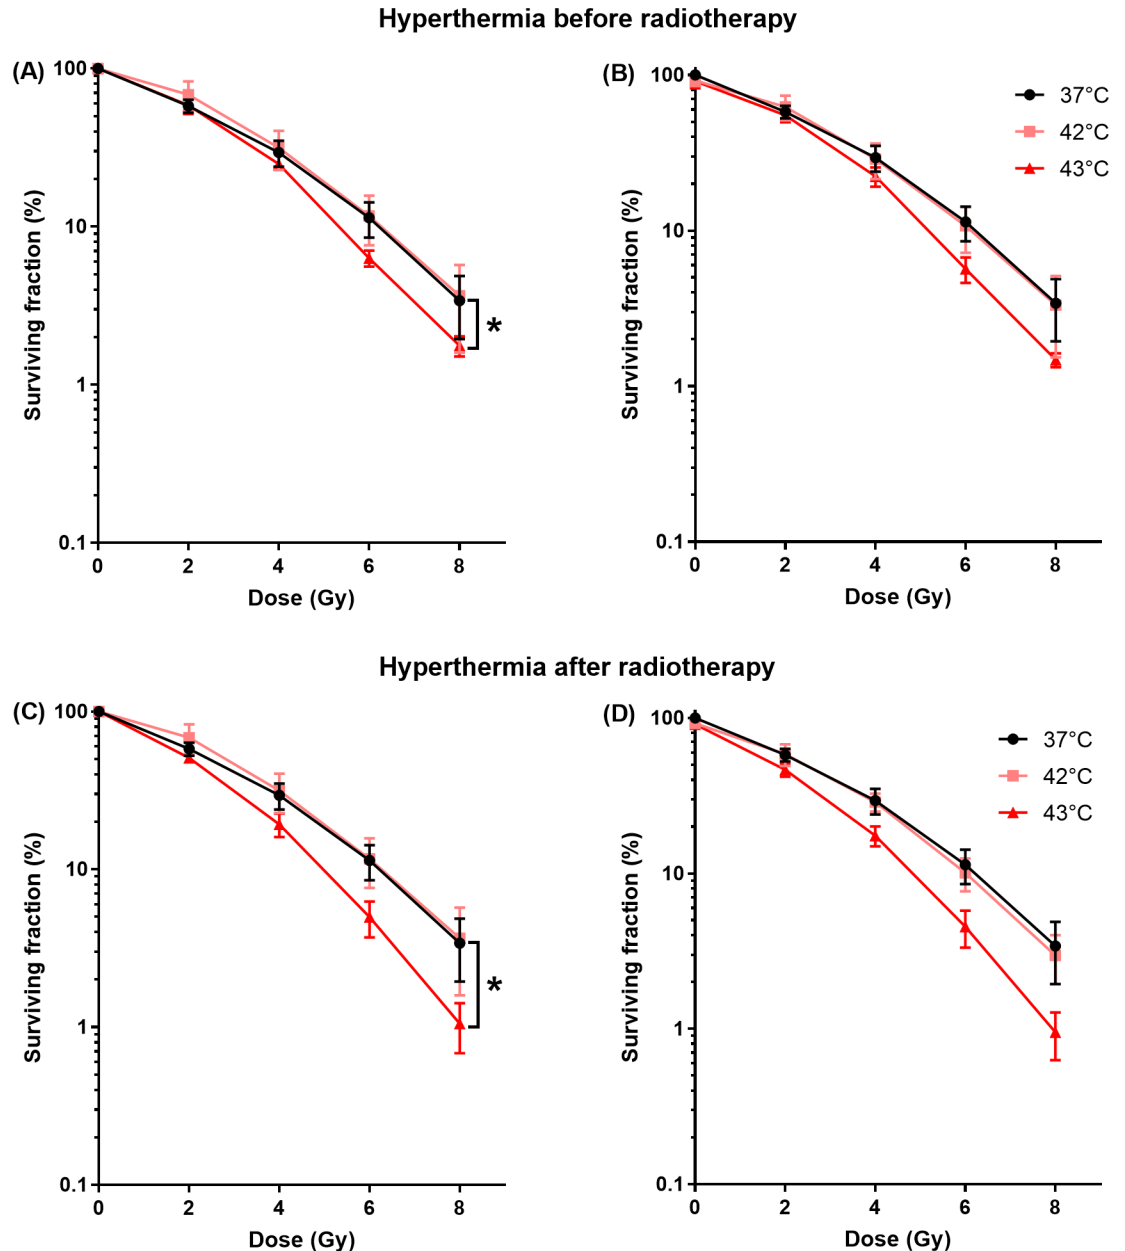 Hyperthermia before radiotherapy
(A)
100
10
1
0.1
Surviving fraction (%)
0 2 4 6 8
Dose (Gy)
*
(B)
100
10
1
0.1
Surviving fraction (%)
0 2 4 6 8
Dose (Gy)
37°C
42°C
43°C
Hyperthermia after radiotherapy
(C)
100
10
1
0.1
Surviving fraction (%)
0 2 4 6 8
Dose (Gy)
*
(D)
100
10
1
0.1
Surviving fraction (%)
0 2 4 6 8
Dose (Gy)
37°C
42°C
43°C